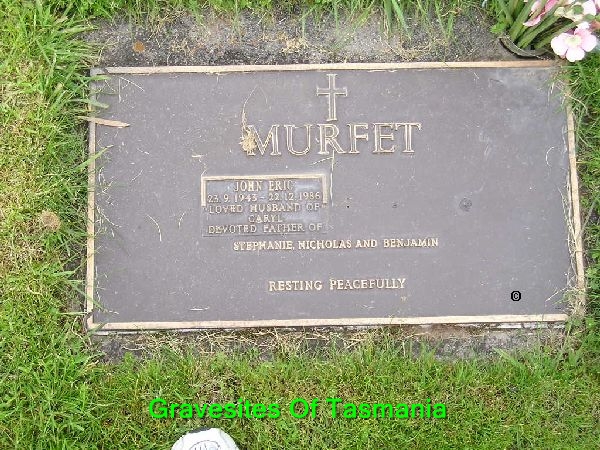 MURFET
JOHN ERIC
23.9.1943 - 22.12.1986
LOVED HUSBAND OF
CARYL
DEVOTED FATHER OF
STEPHANIE, NICHOLAS AND BENJAMIN
RESTING PEACEFULLY
©
Gravesites Of Tasmania